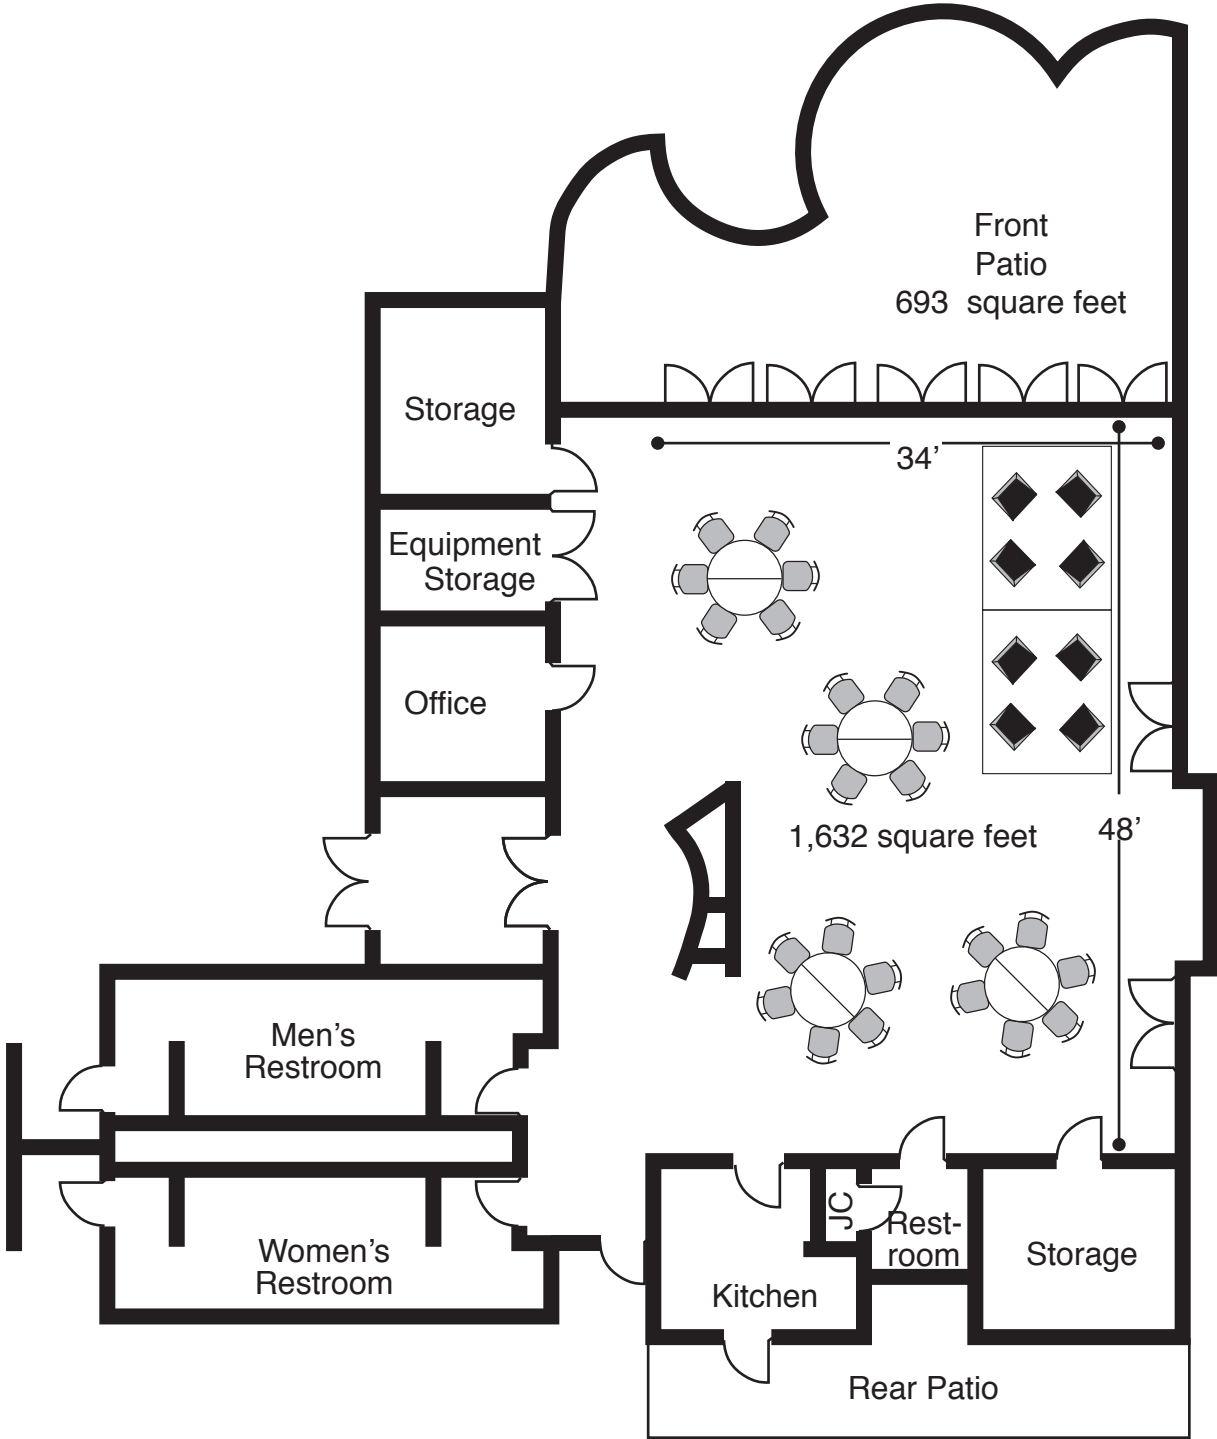 Front
Patio
693 square feet
Storage
34’
Equipment
Storage
Office
1,632 square feet
48’
Men’s
Restroom
JC
Rest-
room
Women’s
Restroom
Storage
Kitchen
Rear Patio